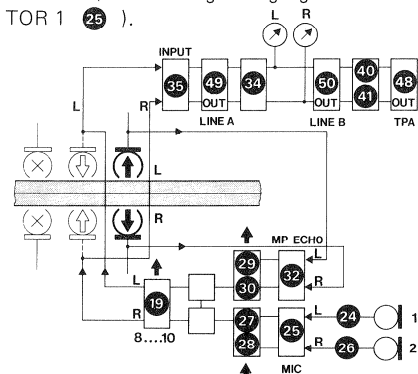 TOR 1 25 ).
L R
INPUT
35 49 34 50 40 48
OUT OUT 41 OUT
LINE A LINE B TPA
L R
L
R
MP ECHO
29 32 L
30 R
L 19
R
8....10
27 25 L 24 1
28 R 26 2
MIC